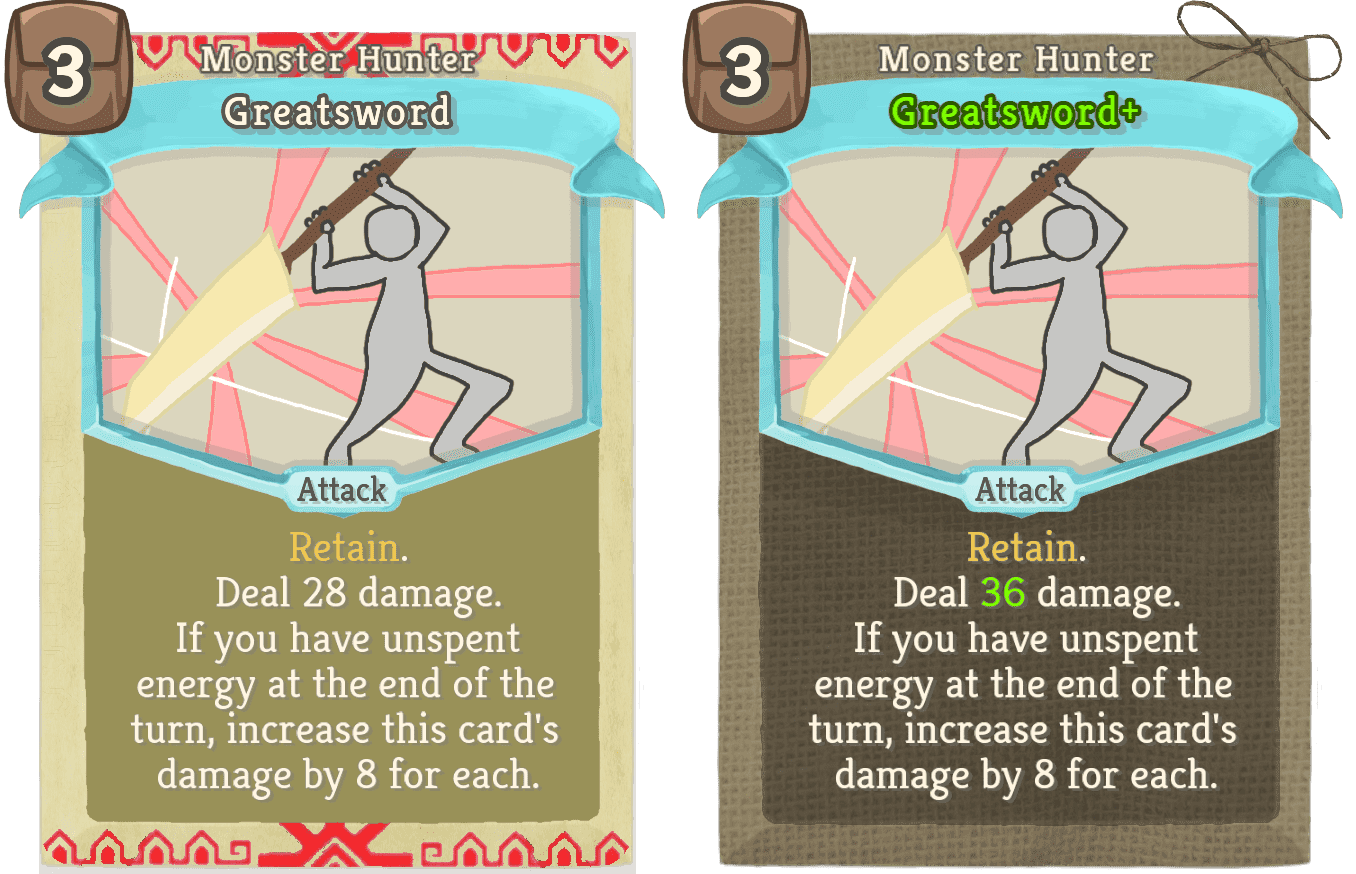 3
Monster Hunter
Greatsword
Attack
Retain.
Deal 28 damage.
If you have unspent
energy at the end of the
turn, increase this card's
damage by 8 for each.
3
Monster Hunter
Greatsword+
Attack
Retain.
Deal 36 damage.
If you have unspent
energy at the end of the
turn, increase this card's
damage by 8 for each.